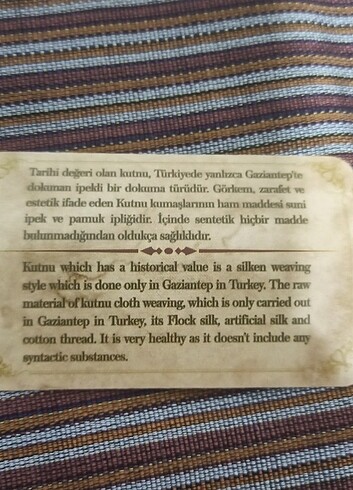 Tarihi değeri olan kutnu, Türkiyede yanlızca Gaziantep'te
dokunan ipekli bir dokuma türüdür. Görkem, zarafet ve
estetik ifade eden Kutnu kumaşlarının ham maddesi suni
ipek ve pamuk ipliğidir. İçinde sentetik hiçbir madde
bulunmadığından oldukça sağlıklıdır.
Kutnu which has a historical value is a silken weaving
style which is done only in Gaziantep in Turkey. The raw
material of kutnu cloth weaving, which is only carried out
in Gaziantep in Turkey, its Flock silk, artificial silk and
cotton thread. It is very healthy as it doesn't include any
syntactic substances.